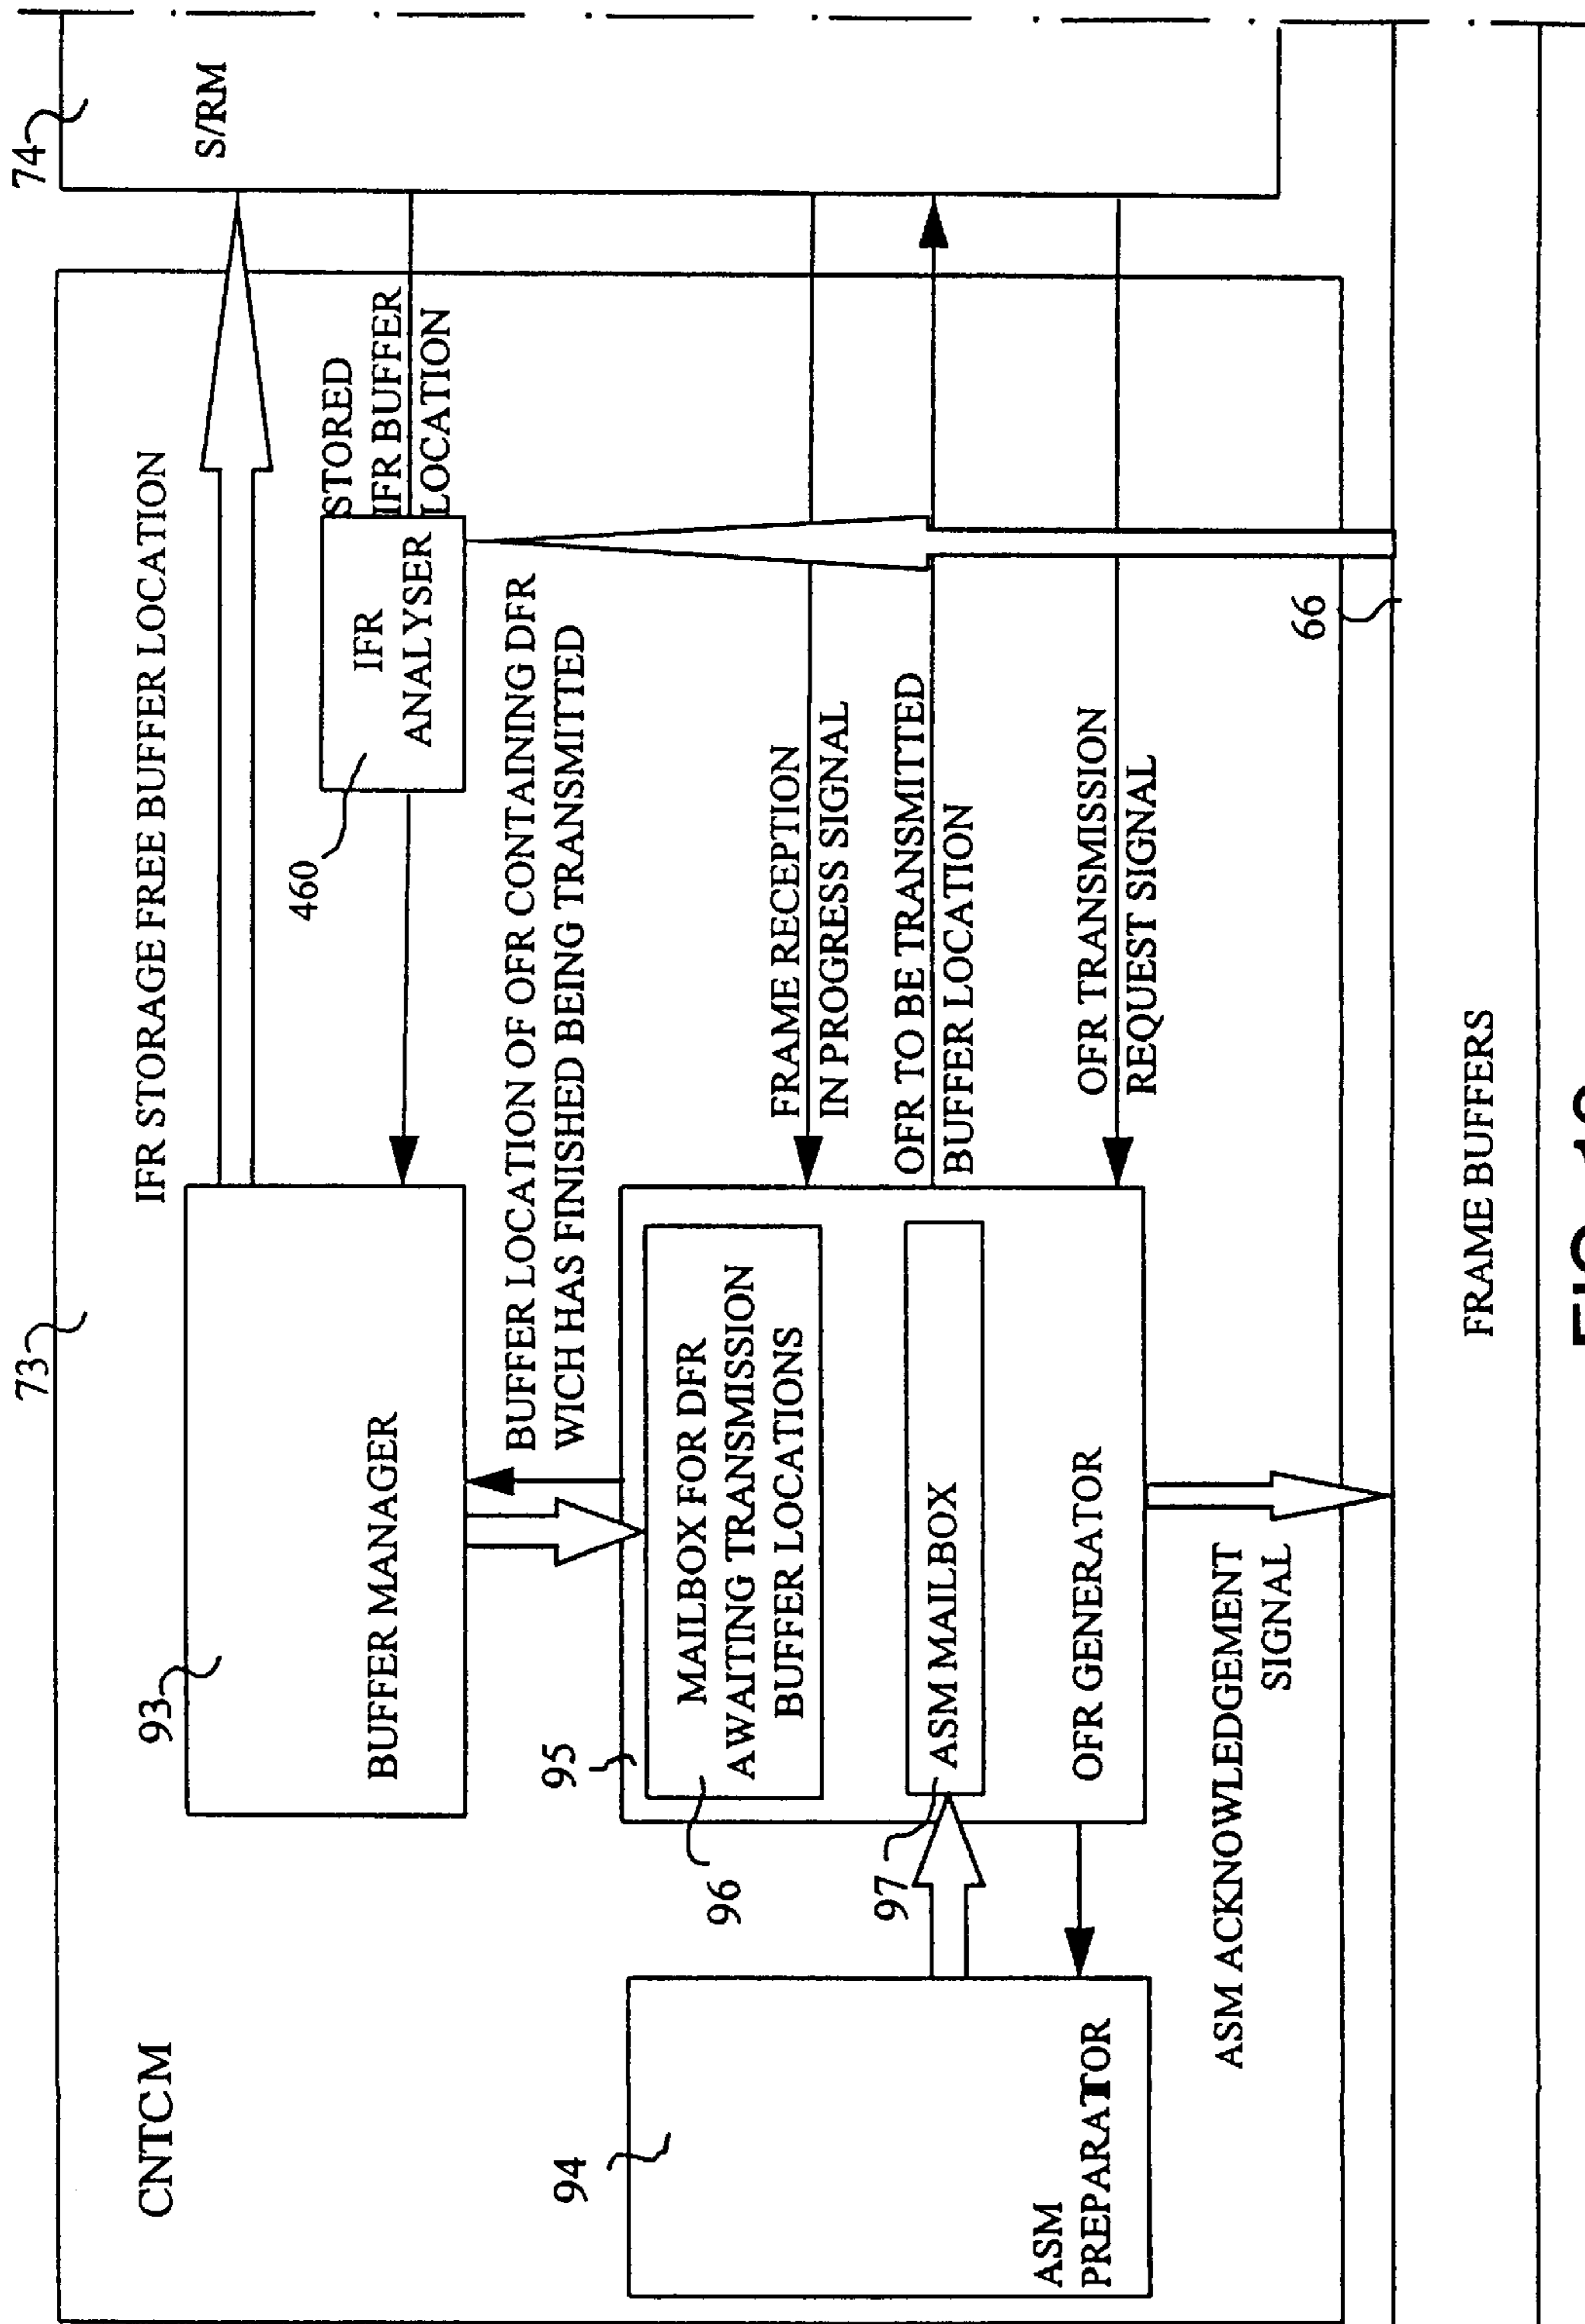 73
74
CNTCM
S/RM
IFR STORAGE FREE BUFFER LOCATION
93
BUFFER MANAGER
460
IFR
ANALYSER
STORED
IFR BUFFER
LOCATION
BUFFER LOCATION OF OFR CONTAINING DFR
WICH HAS FINISHED BEING TRANSMITTED
94
ASM
PREPARATOR
95
96
MAILBOX FOR DFR
AWAITING TRANSMISSION
BUFFER LOCATIONS
97
ASM MAILBOX
OFR GENERATOR
FRAME RECEPTION
IN PROGRESS SIGNAL
OFR TO BE TRANSMITTED
BUFFER LOCATION
OFR TRANSMISSION
REQUEST SIGNAL
ASM ACKNOWLEDGEMENT
SIGNAL
66
FRAME BUFFERS